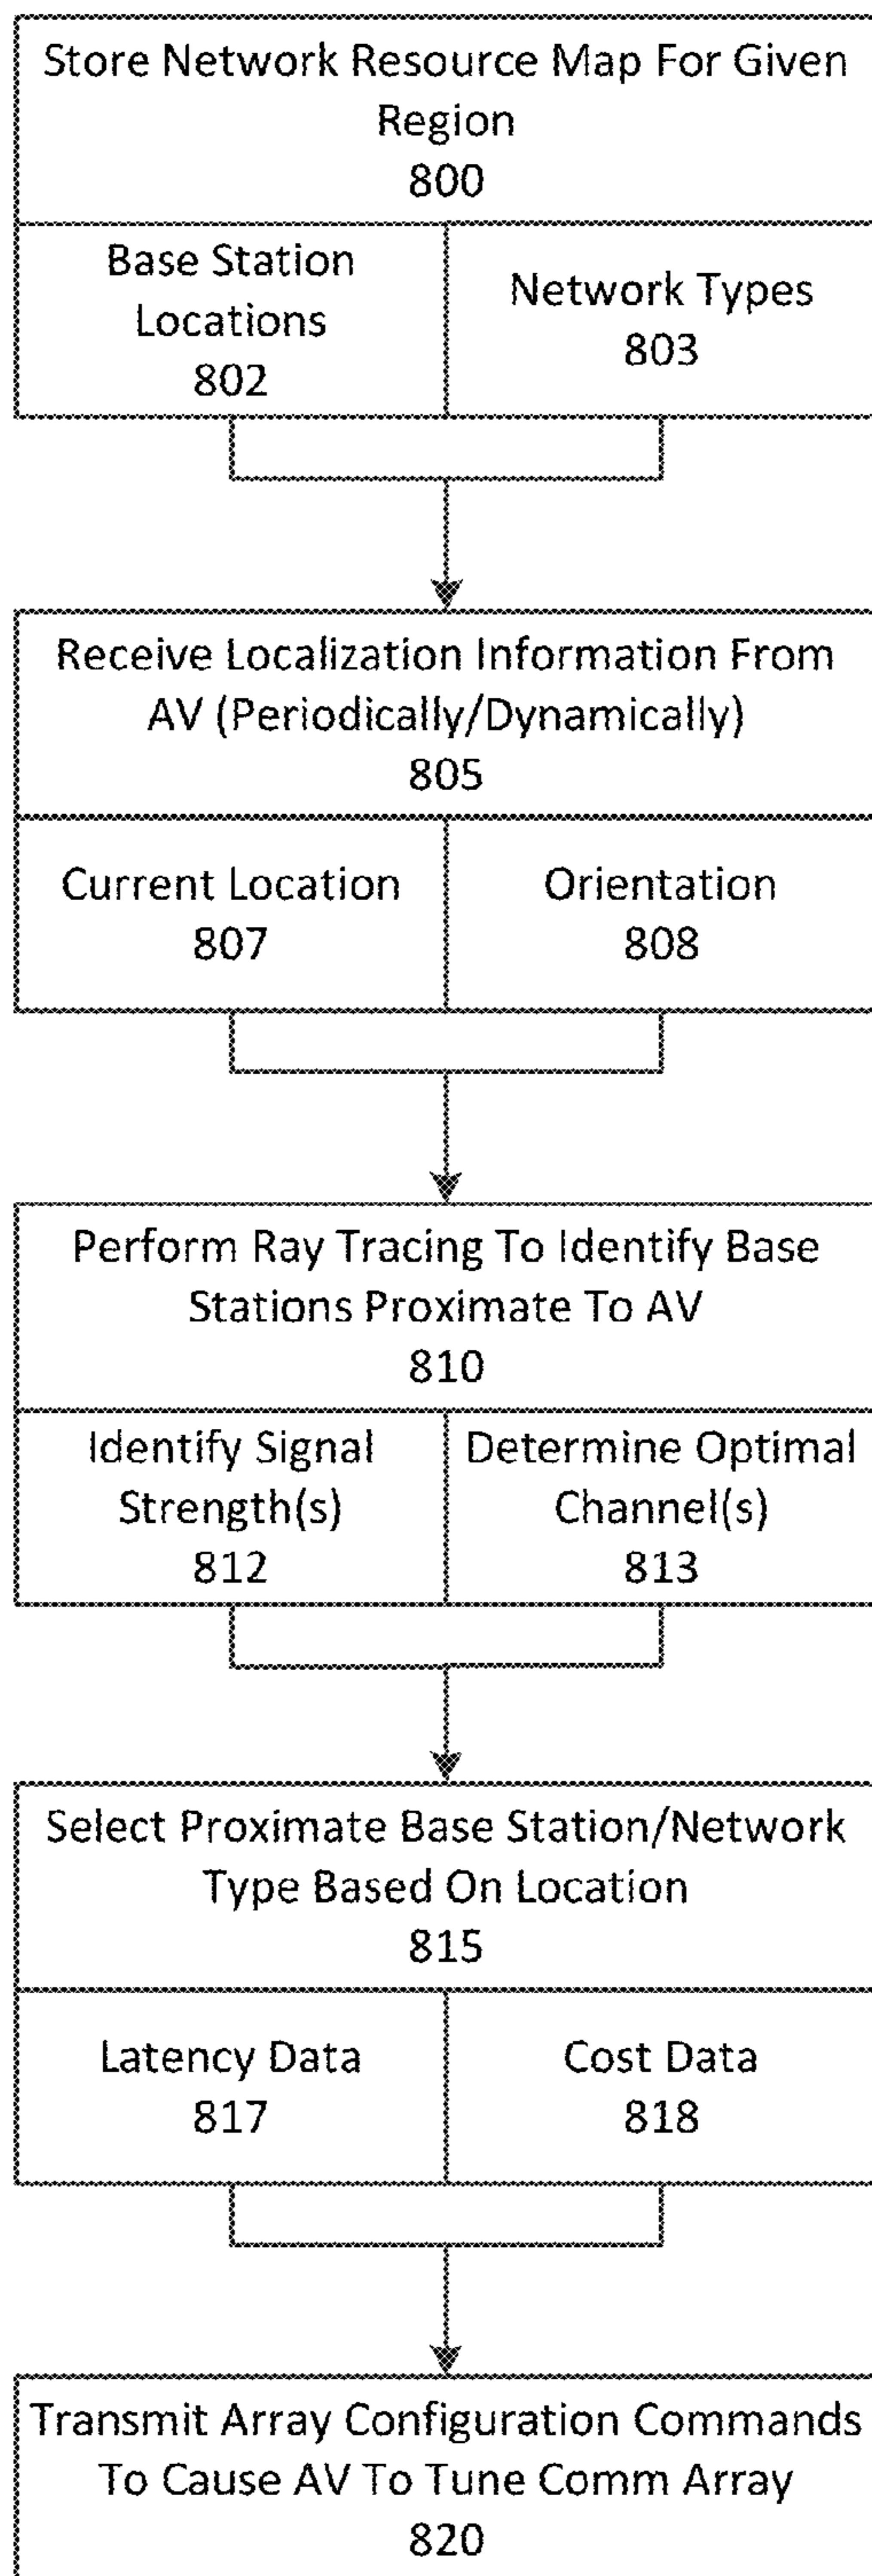 Store Network Resource Map For Given
Region
800
Base Station
Locations
802
Network Types
803
Receive Localization Information From
AV (Periodically/Dynamically)
805
Current Location
807
Orientation
808
Perform Ray Tracing To Identify Base
Stations Proximate To AV
810
Identify Signal
Strength(s)
812
Determine Optimal
Channel(s)
813
Select Proximate Base Station/Network
Type Based On Location
815
Latency Data
817
Cost Data
818
Transmit Array Configuration Commands
To Cause AV To Tune Comm Array
820